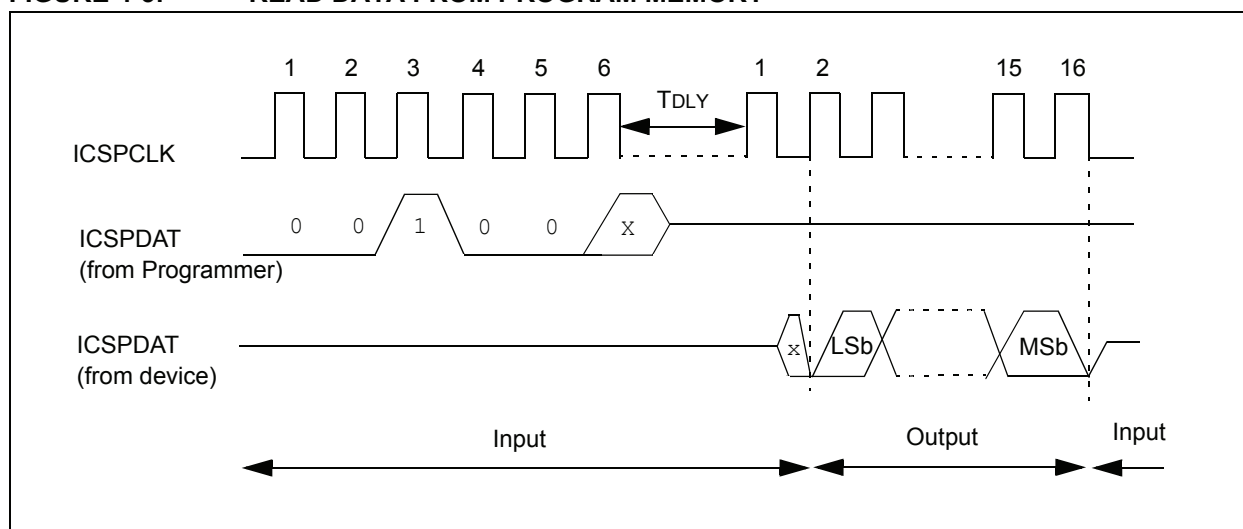 1 2 3 4 5 6 1 2 15 16
TDLY
ICSPCLK
0 0 1 0 0 x
ICSPDAT
(from Programmer)
ICSPDAT
(from device)
x LSb MSb
Input Output Input